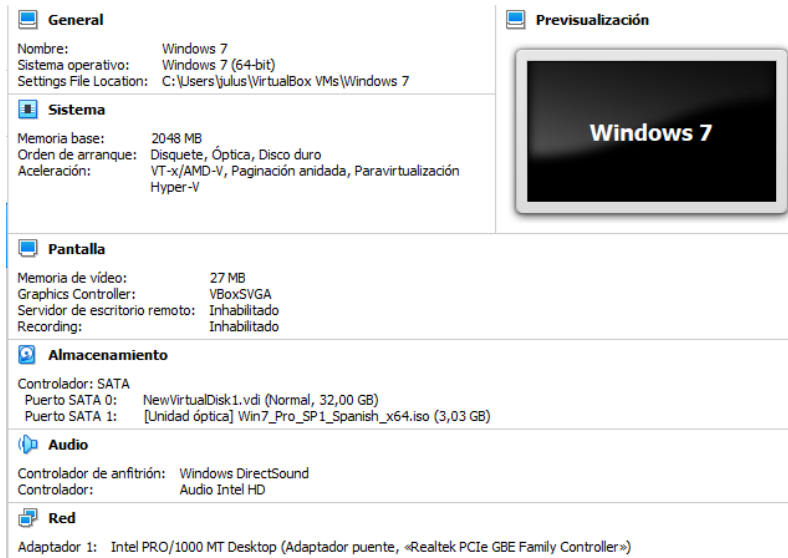 General
Nombre: Windows 7
Sistema operativo: Windows 7 (64-bit)
Settings File Location: C:\Users\julus\VirtualBox VMs\Windows 7
Previsualización
Windows 7
Sistema
Memoria base: 2048 MB
Orden de arranque: Disquete, Óptica, Disco duro
Aceleración: VT-x/AMD-V, Paginación anidada, Paravirtualización
Hyper-V
Pantalla
Memoria de vídeo: 27 MB
Graphics Controller: VBoxSVGA
Servidor de escritorio remoto: Inhabilitado
Recording: Inhabilitado
Almacenamiento
Controlador: SATA
Puerto SATA 0: NewVirtualDisk1.vdi (Normal, 32,00 GB)
Puerto SATA 1: [Unidad óptica] Win7_Pro_SP1_Spanish_x64.iso (3,03 GB)
Audio
Controlador de anfitrión: Windows DirectSound
Controlador: Audio Intel HD
Red
Adaptador 1: Intel PRO/1000 MT Desktop (Adaptador puente, «Realtek PCIe GBE Family Controller»)